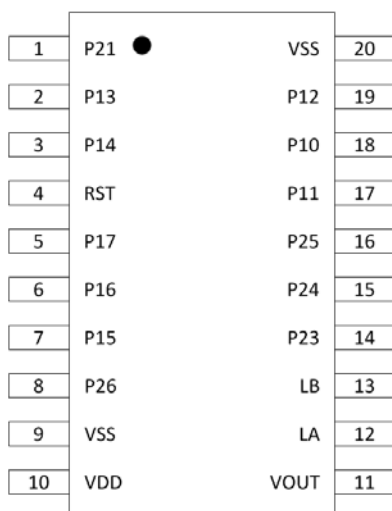 1 P21 VSS 20
2 P13 P12 19
3 P14 P10 18
4 RST P11 17
5 P17 P25 16
6 P16 P24 15
7 P15 P23 14
8 P26 LB 13
9 VSS LA 12
10 VDD VOUT 11